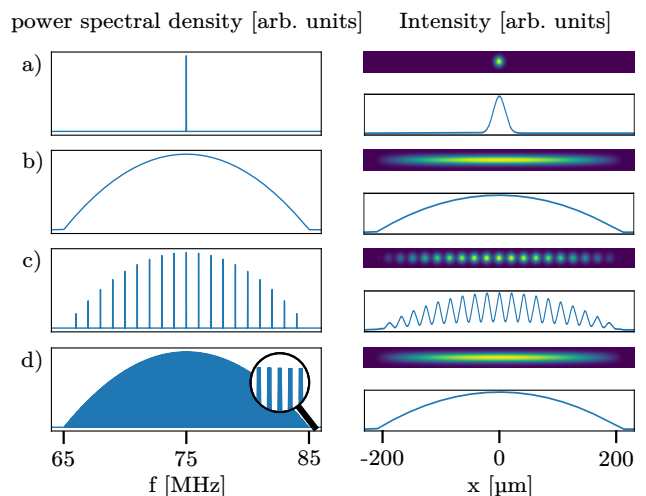 power spectral density [arb. units] Intensity [arb. units]
a)
b)
c)
d)
65 75 85 -200 0 200
f [MHz] x [µm]